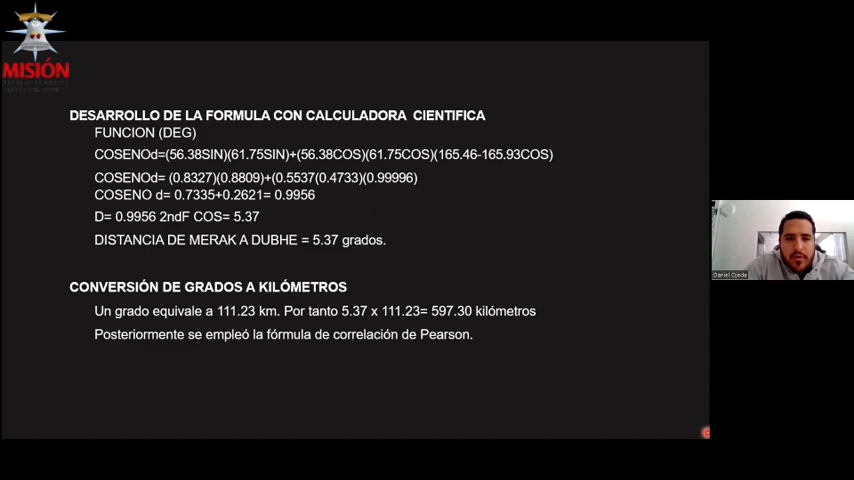 MISIÓN
DESARROLLO DE LA FORMULA CON CALCULADORA CIENTIFICA
FUNCION (DEG)
COSENOd=(56.38SIN)(61.75SIN)+(56.38COS)(61.75COS)(165.46-165.93COS)
COSENOd= (0.8327)(0.8809)+(0.5537(0.4733)(0.99996)
COSENO d= 0.7335+0.2621= 0.9956
D= 0.9956 2ndF COS= 5.37
DISTANCIA DE MERAK A DUBHE = 5.37 grados.
CONVERSIÓN DE GRADOS A KILÓMETROS
Un grado equivale a 111.23 km. Por tanto 5.37 x 111.23= 597.30 kilómetros
Posteriormente se empleó la fórmula de correlación de Pearson.
Daniel Ojeda